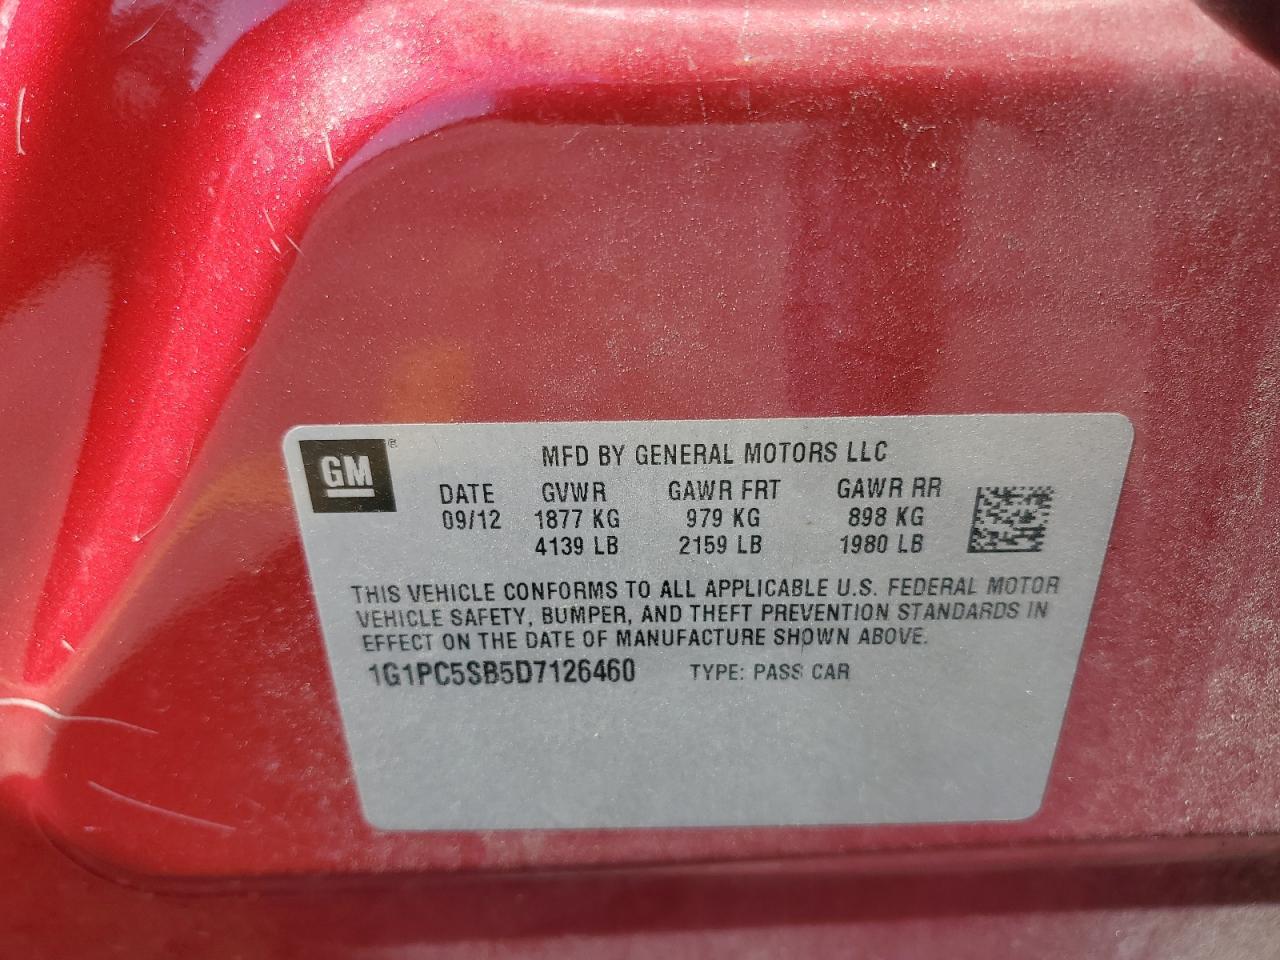 GM ®
MFD BY GENERAL MOTORS LLC
DATE GVWR GAWR FRT GAWR RR
09/12 1877 KG 979 KG 898 KG
4139 LB 2159 LB 1980 LB
THIS VEHICLE CONFORMS TO ALL APPLICABLE U.S. FEDERAL MOTOR
VEHICLE SAFETY, BUMPER, AND THEFT PREVENTION STANDARDS IN
EFFECT ON THE DATE OF MANUFACTURE SHOWN ABOVE.
1G1PC5SB5D7126460 TYPE: PASS CAR